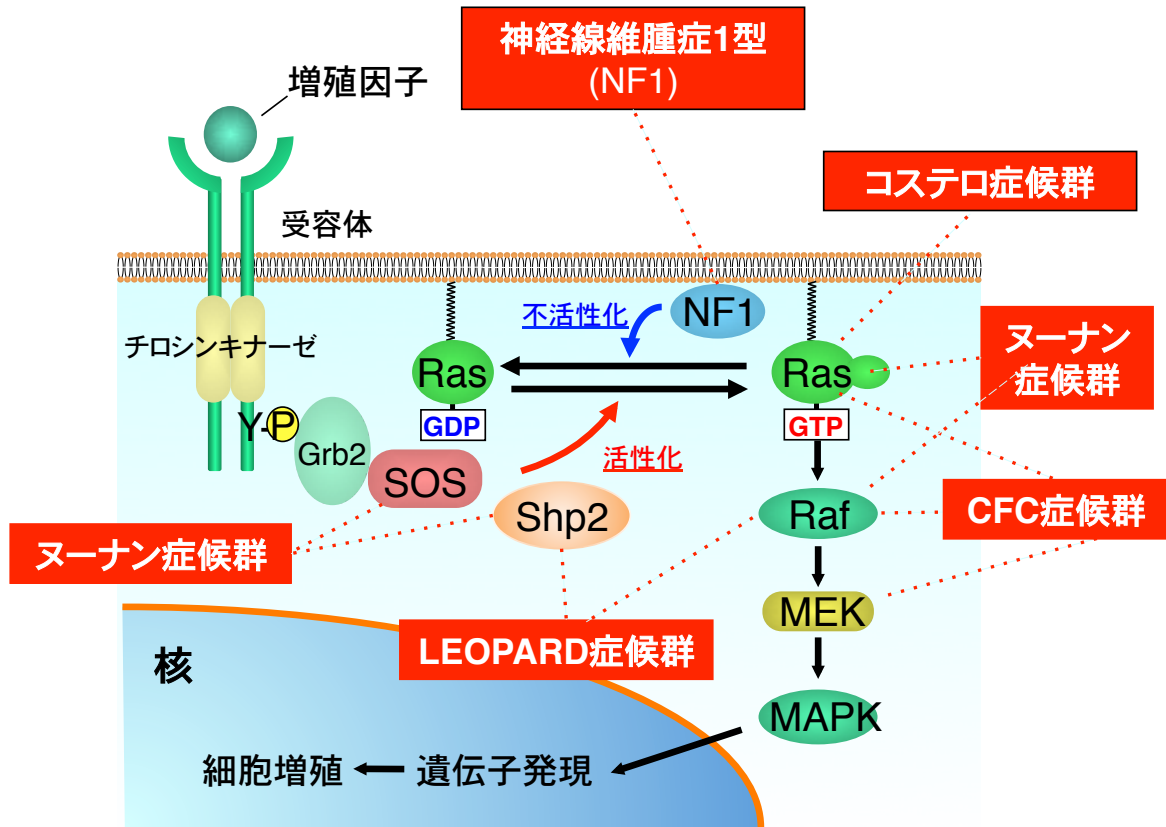 神経線維腫症1型
(NF1)
増殖因子
コステロ症候群
受容体
不活性化
NF1
チロシンキナーゼ
Ras
Ras
ヌーナン
症候群
GDP
GTP
Y-P
Grb2
活性化
SOS
Shp2
Raf
CFC症候群
ヌーナン症候群
MEK
LEOPARD症候群
核
MAPK
細胞増殖
遺伝子発現